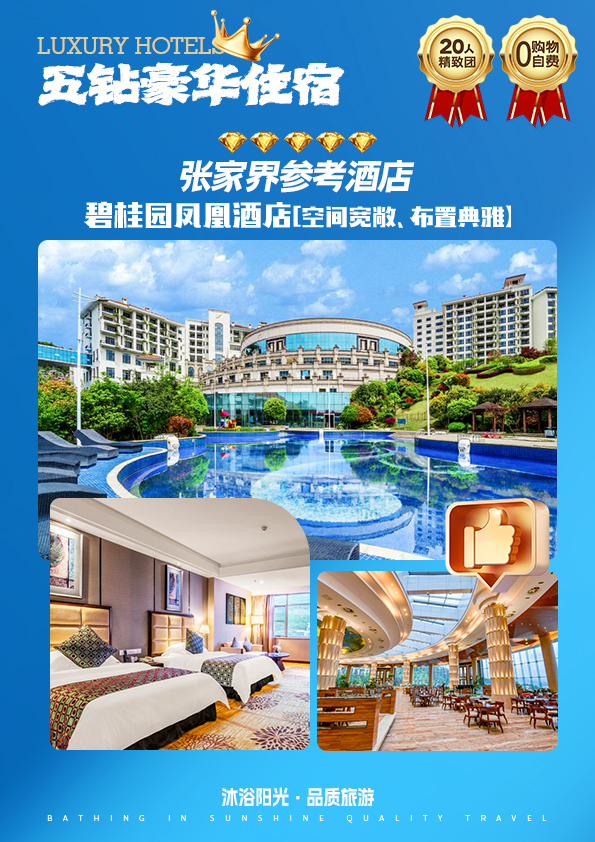 LUXURY HOTELS
五钻豪华住宿
20人
精致团
0购物
自费
张家界参考酒店
碧桂园凤凰酒店[空间宽敞、布置典雅]
沐浴阳光·品质旅游
BATHING IN SUNSHINE QUALITY TRAVEL